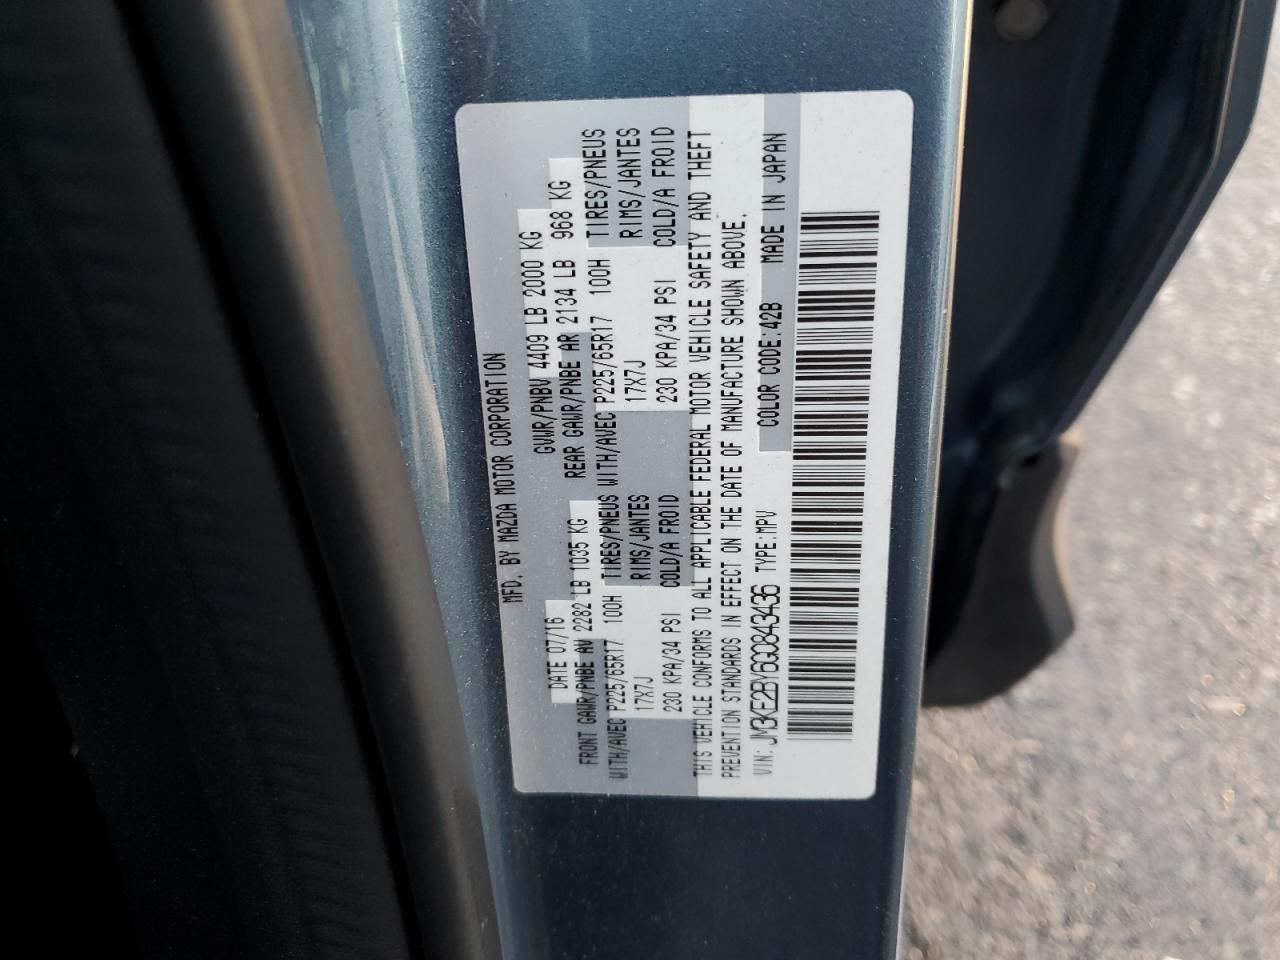 MFD. BY MAZDA MOTOR CORPORATION
DATE 07/16 GVWR/PNBV 4409 LB 2000 KG
FRONT GAWR/PNBE AV 2282 LB 1035 KG REAR GAWR/PNBE AR 2134 LB 968 KG
WITH/AVEC P225/65R17 100H TIRES/PNEUS WITH/AVEC P225/65R17 100H TIRES/PNEUS
17X7J RIMS/JANTES 17X7J RIMS/JANTES
230 KPA/34 PSI COLD/A FROID 230 KPA/34 PSI COLD/A FROID
THIS VEHICLE CONFORMS TO ALL APPLICABLE FEDERAL MOTOR VEHICLE SAFETY AND THEFT
PREVENTION STANDARDS IN EFFECT ON THE DATE OF MANUFACTURE SHOWN ABOVE.
VIN: JM3KE2BY6G0843436 TYPE:MPV COLOR CODE:42B MADE IN JAPAN